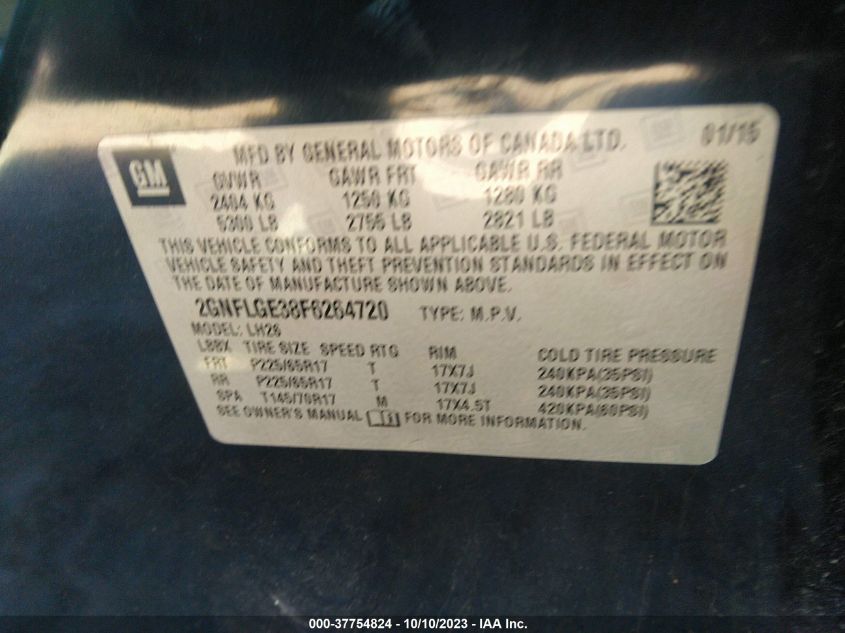 GM
MFD BY GENERAL MOTORS OF CANADA LTD. 01/15
GVWR GAWR FRT GAWR RR
2404 KG 1250 KG 1280 KG
5300 LB 2756 LB 2821 LB
THIS VEHICLE CONFORMS TO ALL APPLICABLE U.S. FEDERAL MOTOR
VEHICLE SAFETY AND THEFT PREVENTION STANDARDS IN EFFECT ON
THE DATE OF MANUFACTURE SHOWN ABOVE.
2GNFLGE38F6264720 TYPE: M.P.V.
MODEL: LH26
L88X TIRE SIZE SPEED RTG RIM COLD TIRE PRESSURE
FRT P225/65R17 T 17X7J 240KPA(35PSI)
RR P225/65R17 T 17X7J 240KPA(35PSI)
SPA T145/70R17 M 17X4.5T 420KPA(60PSI)
SEE OWNER'S MANUAL FOR MORE INFORMATION.
000-37754824 - 10/10/2023 - IAA Inc.